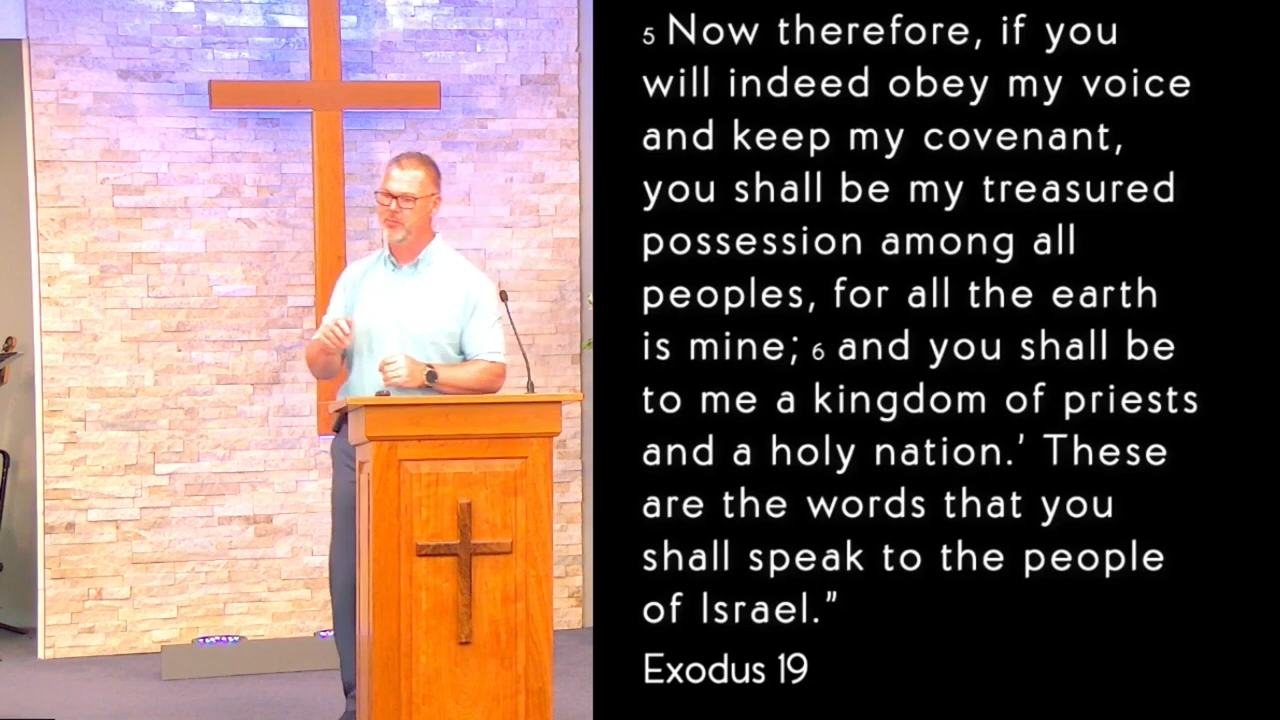 5 Now therefore, if you
will indeed obey my voice
and keep my covenant,
you shall be my treasured
possession among all
peoples, for all the earth
is mine; 6 and you shall be
to me a kingdom of priests
and a holy nation.’ These
are the words that you
shall speak to the people
of Israel.”
Exodus 19